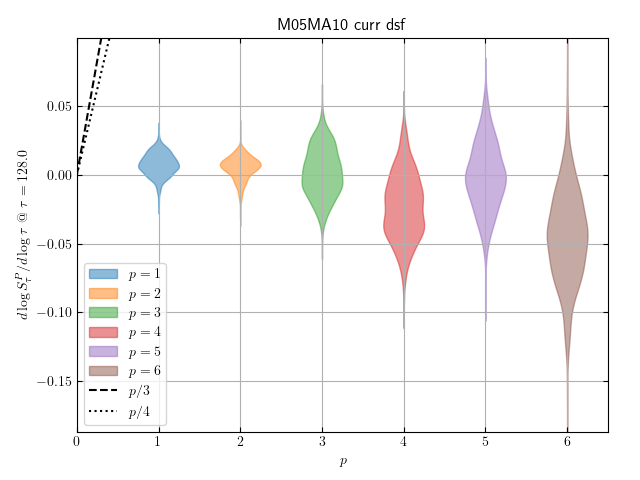 M05MA10 curr dsf
d log S_τ^p / d log τ @ τ = 128.0
0.05
0.00
−0.05
−0.10
−0.15
p = 1
p = 2
p = 3
p = 4
p = 5
p = 6
p/3
p/4
0 1 2 3 4 5 6
p